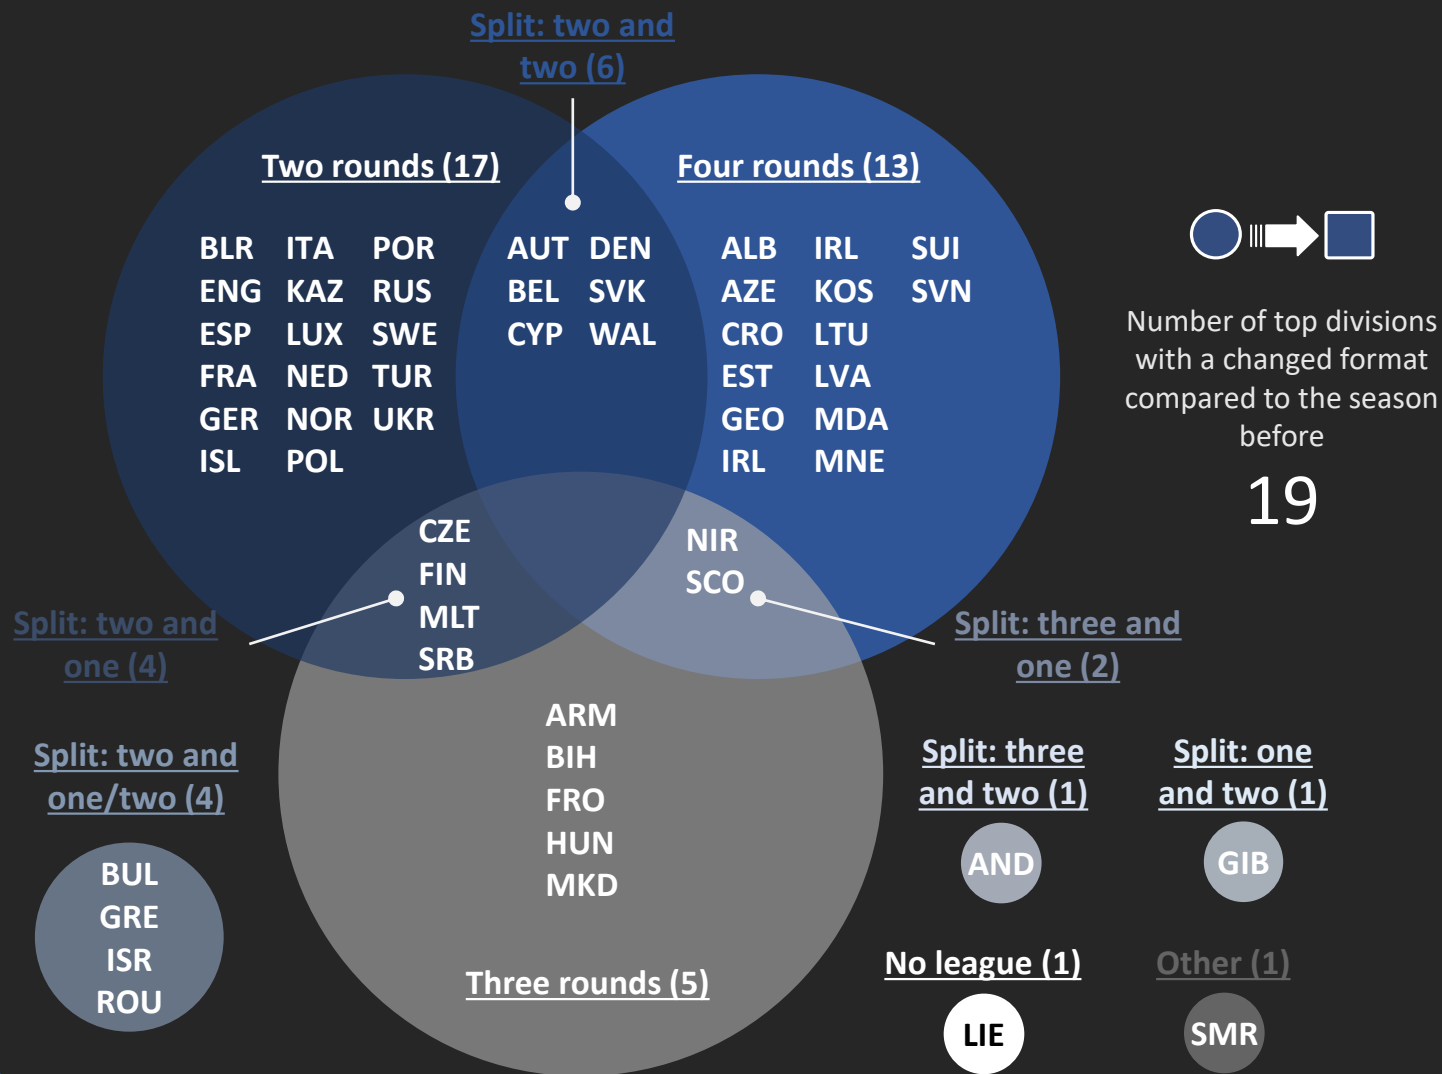 Split: two and
two (6)
Two rounds (17)
Four rounds (13)
BLR ITA POR
ENG KAZ RUS
ESP LUX SWE
FRA NED TUR
GER NOR UKR
ISL POL
AUT DEN
BEL SVK
CYP WAL
ALB IRL SUI
AZE KOS SVN
CRO LTU
EST LVA
GEO MDA
IRL MNE
Number of top divisions
with a changed format
compared to the season
before
19
CZE
FIN
MLT
SRB
NIR
SCO
Split: two and
one (4)
Split: three and
one (2)
ARM
BIH
FRO
HUN
MKD
Three rounds (5)
Split: two and
one/two (4)
BUL
GRE
ISR
ROU
Split: three
and two (1)
AND
Split: one
and two (1)
GIB
No league (1)
LIE
Other (1)
SMR